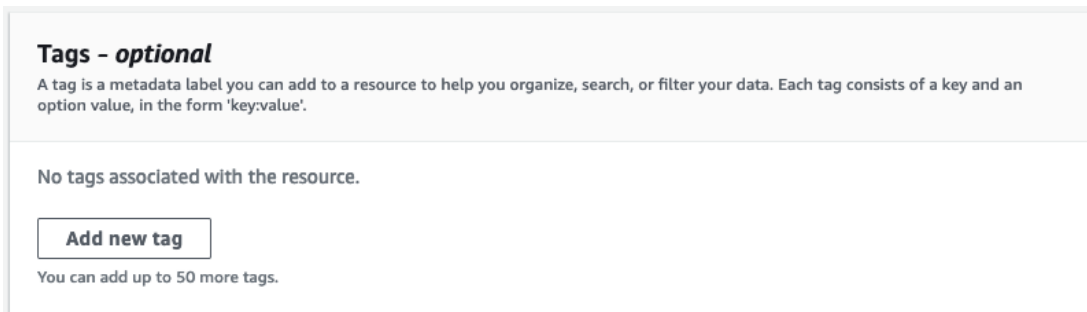 Tags - optional
A tag is a metadata label you can add to a resource to help you organize, search, or filter your data. Each tag consists of a key and an
option value, in the form 'key:value'.
No tags associated with the resource.
Add new tag
You can add up to 50 more tags.